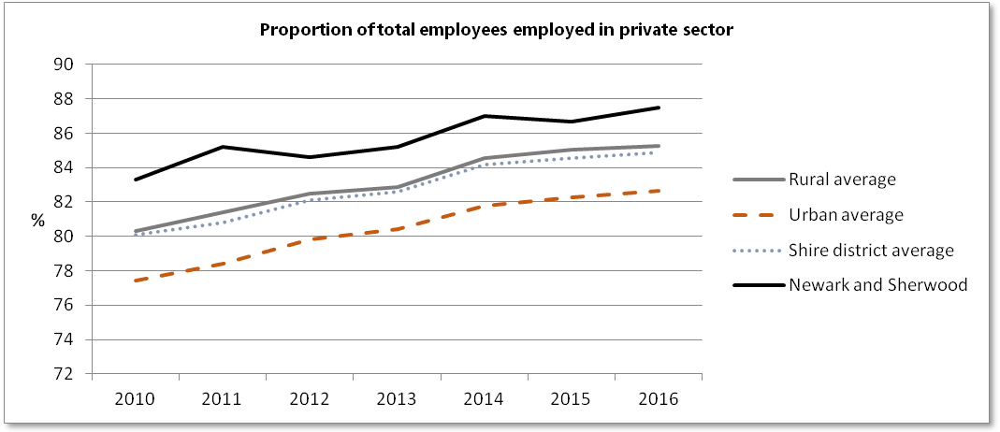 Proportion of total employees employed in private sector
90
88
86
84
82
80
78
76
74
72
%
2010 2011 2012 2013 2014 2015 2016
Rural average
Urban average
Shire district average
Newark and Sherwood